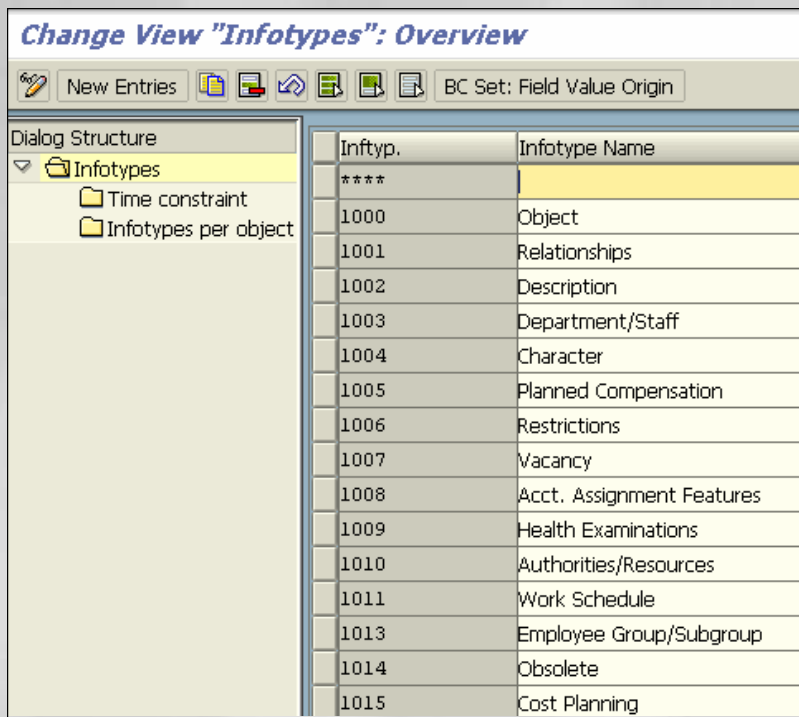 Change View "Infotypes": Overview
New Entries BC Set: Field Value Origin
Dialog Structure
Infotypes
Time constraint
Infotypes per object
Inftyp. Infotype Name
****
1000 Object
1001 Relationships
1002 Description
1003 Department/Staff
1004 Character
1005 Planned Compensation
1006 Restrictions
1007 Vacancy
1008 Acct. Assignment Features
1009 Health Examinations
1010 Authorities/Resources
1011 Work Schedule
1013 Employee Group/Subgroup
1014 Obsolete
1015 Cost Planning